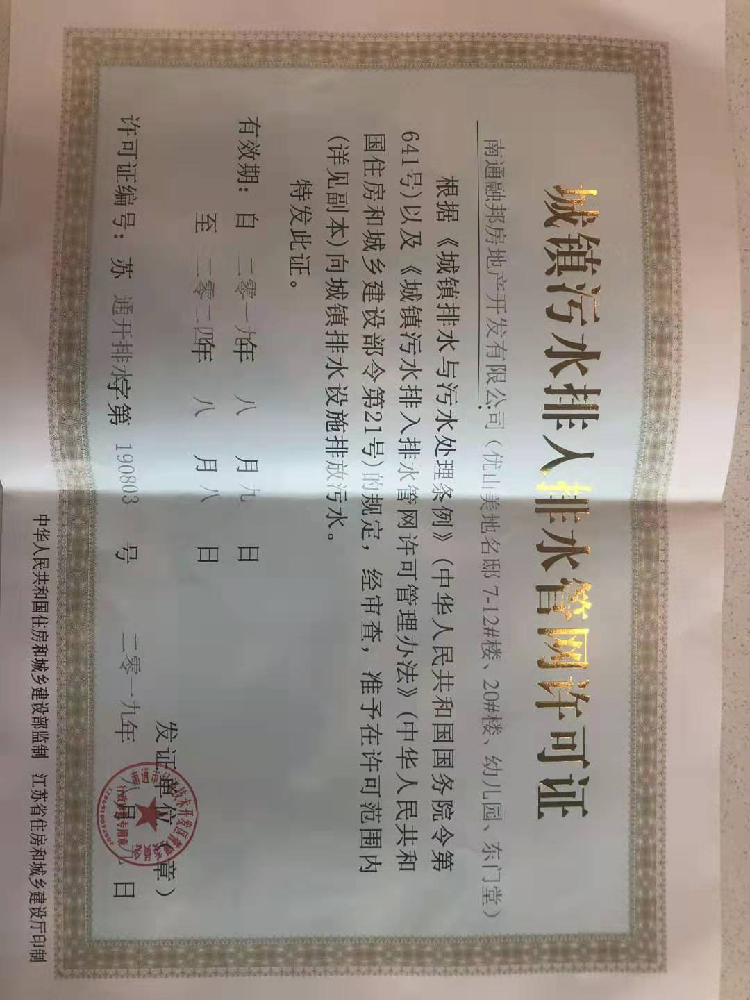 城镇污水排入排水管网许可证
南通融邦房地产开发有限公司（优山美地名邸 7-12#楼、20#楼、幼儿园、东门堂）
：
根据《城镇排水与污水处理条例》（中华人民共和国国务院令第
641号）以及《城镇污水排入排水管网许可管理办法》（中华人民共和
国住房和城乡建设部令第21号）的规定，经审查，准予在许可范围内
（详见副本）向城镇排水设施排放污水。
特发此证。
有效期：自 二零一九年 八 月 九 日
至 二零二四年 八 月 八 日
发证单位（章）
许可证编号：苏 通开排水字第 190803 号 二零一九年 八月 九日
行政审批专用章
中华人民共和国住房和城乡建设部监制 江苏省住房和城乡建设厅印制